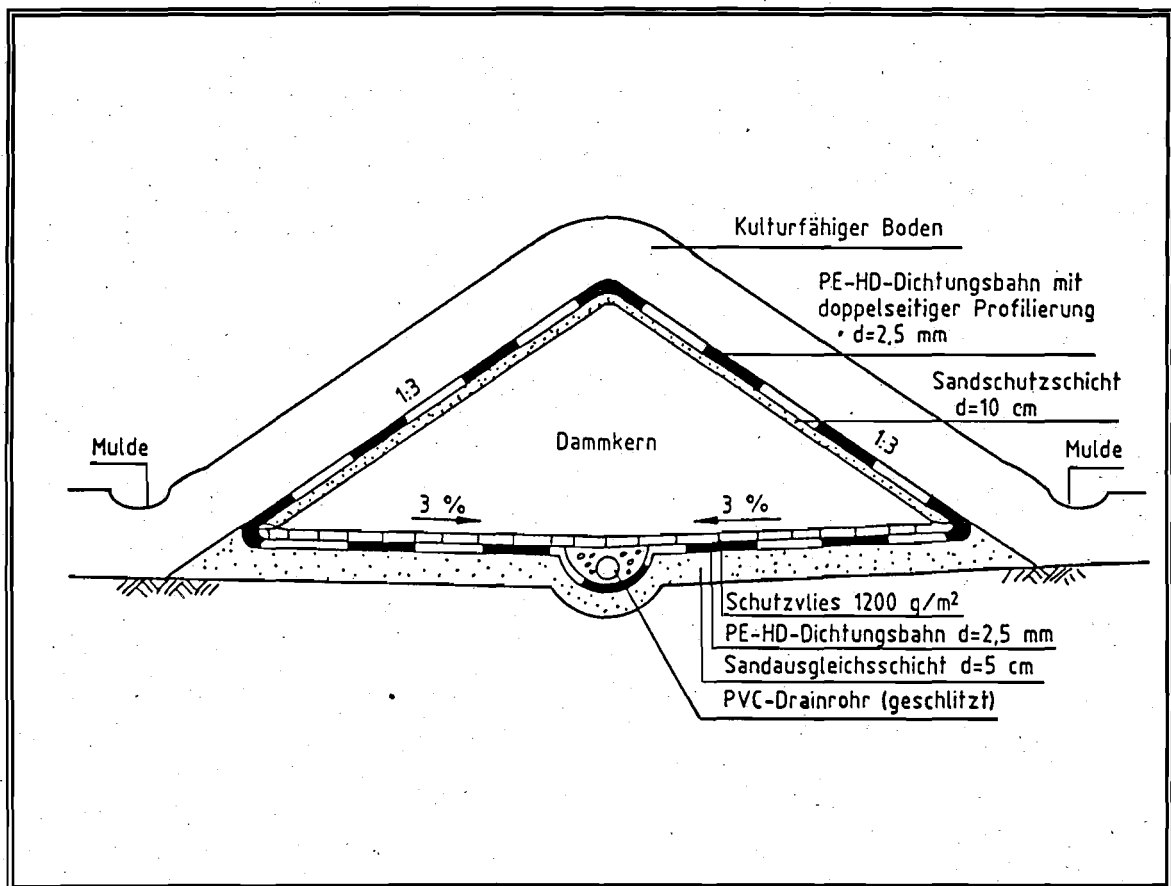 Kulturfähiger Boden
PE-HD-Dichtungsbahn mit
doppelseitiger Profilierung
d=2,5 mm
Sandschutzschicht
d=10 cm
1:3
1:3
Mulde
Dammkern
Mulde
3 %
3 %
Schutzvlies 1200 g/m²
PE-HD-Dichtungsbahn d=2,5 mm
Sandausgleichsschicht d=5 cm
PVC-Drainrohr (geschlitzt)